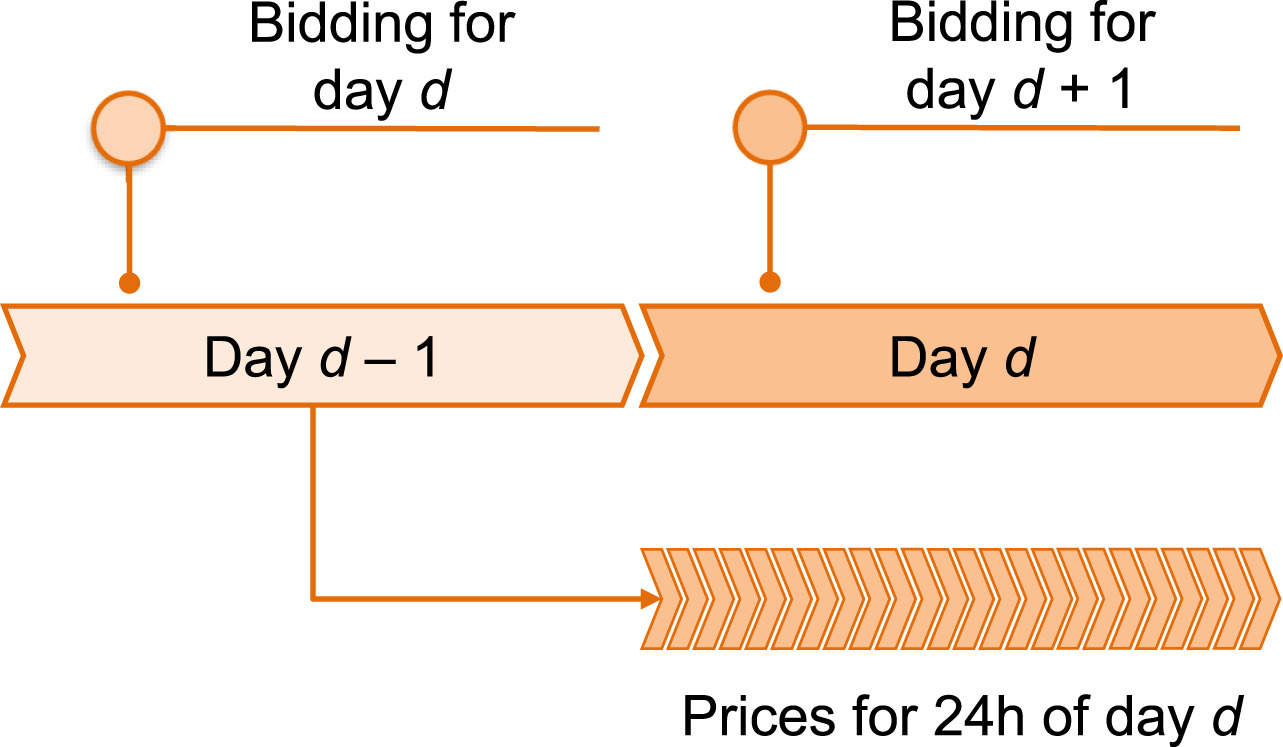 Bidding for
day d
Bidding for
day d + 1
Day d – 1
Day d
Prices for 24h of day d